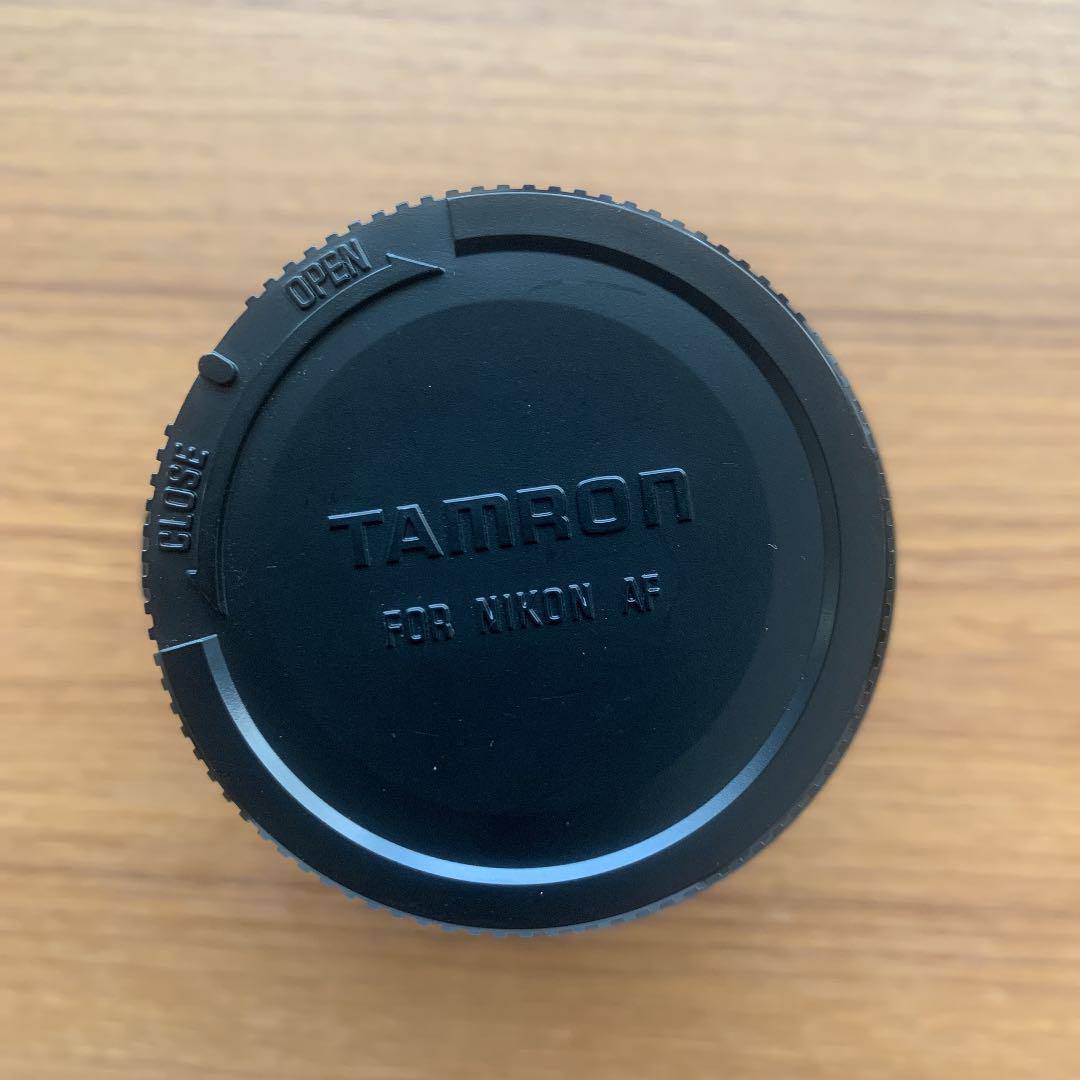 OPEN
CLOSE
TAMRON
FOR NIKON AF